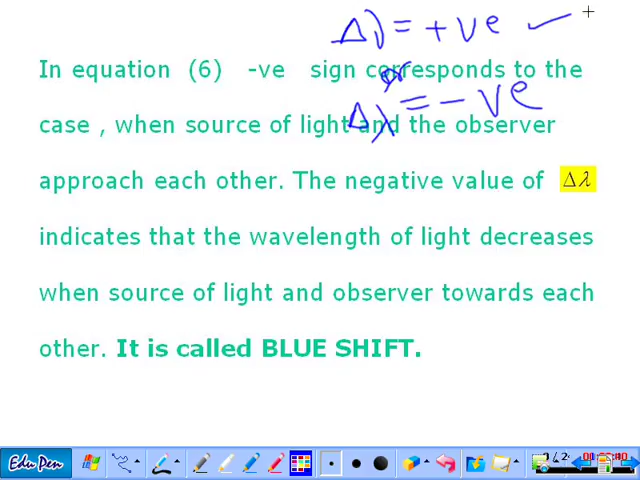 Δν = + ve
In equation (6) -ve sign corresponds to the
or
Δλ = - ve
case , when source of light and the observer
approach each other. The negative value of Δλ
indicates that the wavelength of light decreases
when source of light and observer towards each
other. It is called BLUE SHIFT.
Edu Pen